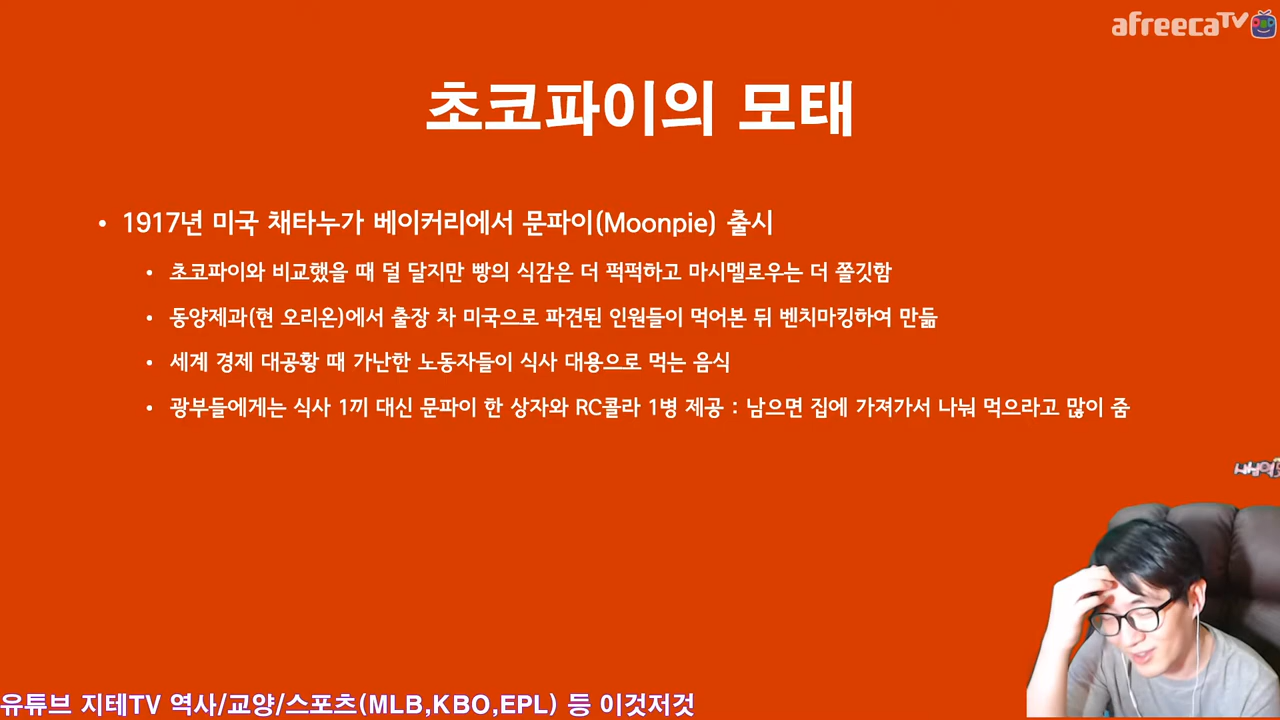 afreecaTV
초코파이의 모태
• 1917년 미국 채타누가 베이커리에서 문파이(Moonpie) 출시
• 초코파이와 비교했을 때 덜 달지만 빵의 식감은 더 퍽퍽하고 마시멜로우는 더 쫄깃함
• 동양제과(현 오리온)에서 출장 차 미국으로 파견된 인원들이 먹어본 뒤 벤치마킹하여 만듦
• 세계 경제 대공황 때 가난한 노동자들이 식사 대용으로 먹는 음식
• 광부들에게는 식사 1끼 대신 문파이 한 상자와 RC콜라 1병 제공 : 남으면 집에 가져가서 나눠 먹으라고 많이 줌
유튜브 지테TV 역사/교양/스포츠(MLB,KBO,EPL) 등 이것저것